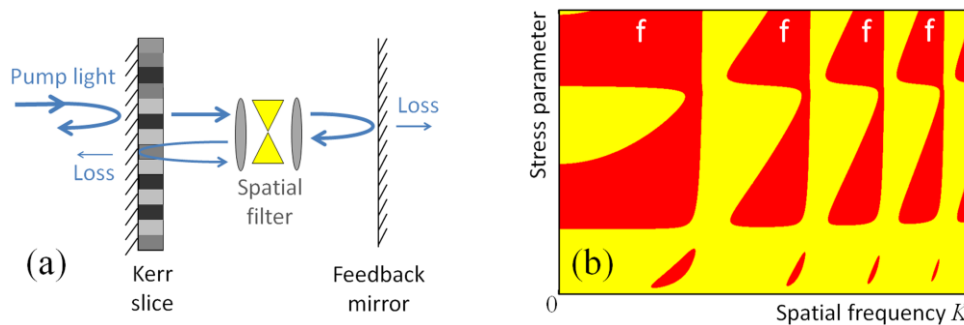 Pump light
Loss
Loss
Spatial
filter
(a)
Kerr
slice
Feedback
mirror
Stress parameter
f
f
f
f
(b)
0
Spatial frequency K